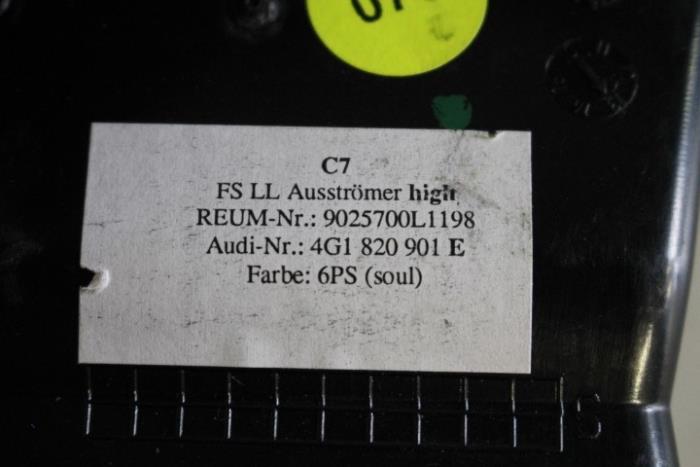 C7
FS LL Ausströmer high
REUM-Nr.: 9025700L1198
Audi-Nr.: 4G1 820 901 E
Farbe: 6PS (soul)